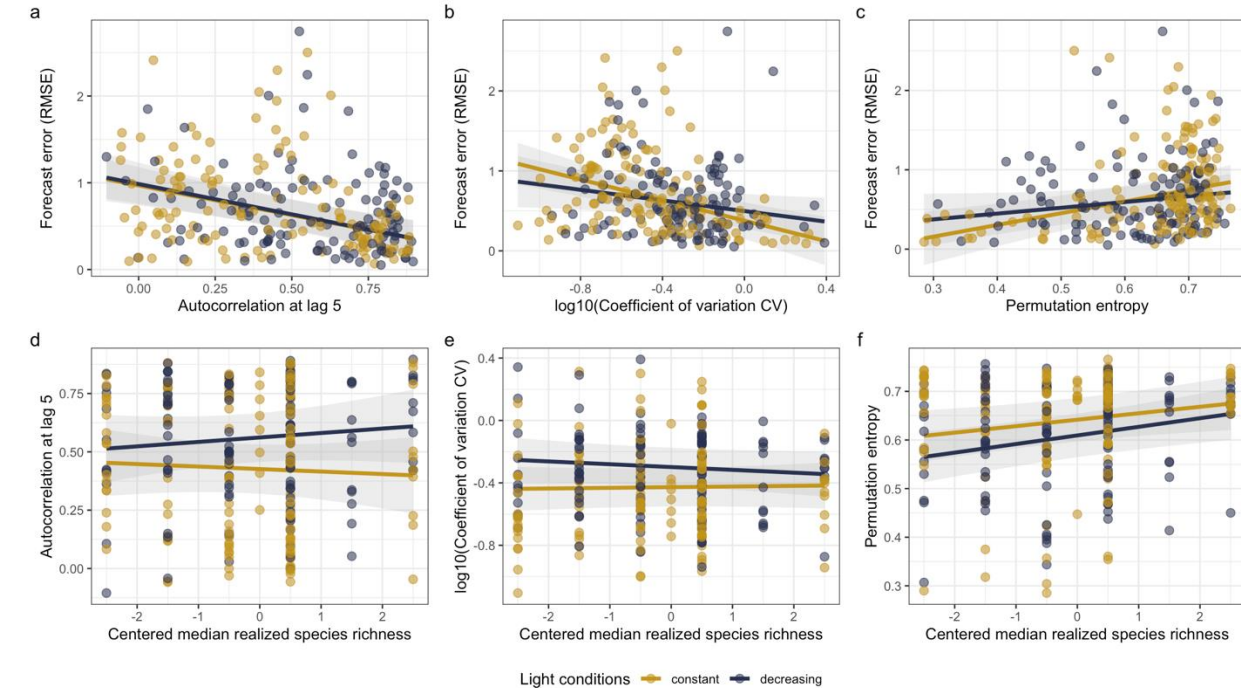 a
b
c
Forecast error (RMSE)
2
1
0
0.00 0.25 0.50 0.75
Autocorrelation at lag 5
Forecast error (RMSE)
2
1
0
-0.8 -0.4 0.0 0.4
log10(Coefficient of variation CV)
Forecast error (RMSE)
2
1
0
0.3 0.4 0.5 0.6 0.7
Permutation entropy
d
e
f
Autocorrelation at lag 5
0.75
0.50
0.25
0.00
-2 -1 0 1 2
Centered median realized species richness
log10(Coefficient of variation CV)
0.4
0.0
-0.4
-0.8
-2 -1 0 1 2
Centered median realized species richness
Permutation entropy
0.7
0.6
0.5
0.4
0.3
-2 -1 0 1 2
Centered median realized species richness
Light conditions constant decreasing